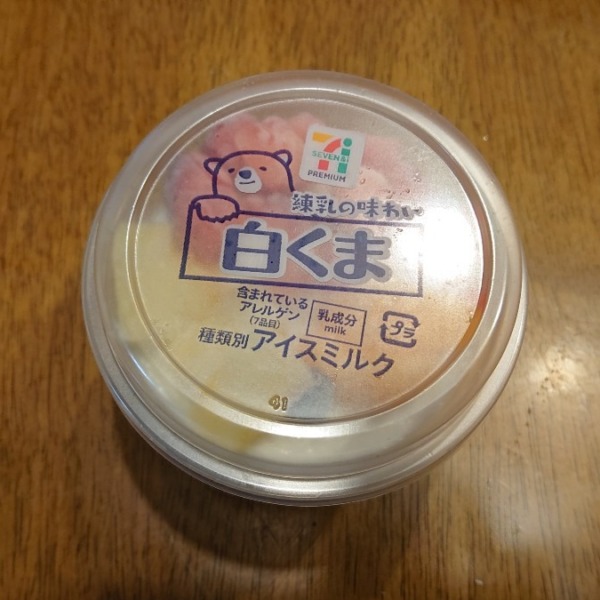 SEVEN&i
PREMIUM
練乳の味わい
白くま
含まれている
アレルゲン
(7品目)
乳成分
milk
プラ
種類別 アイスミルク
41